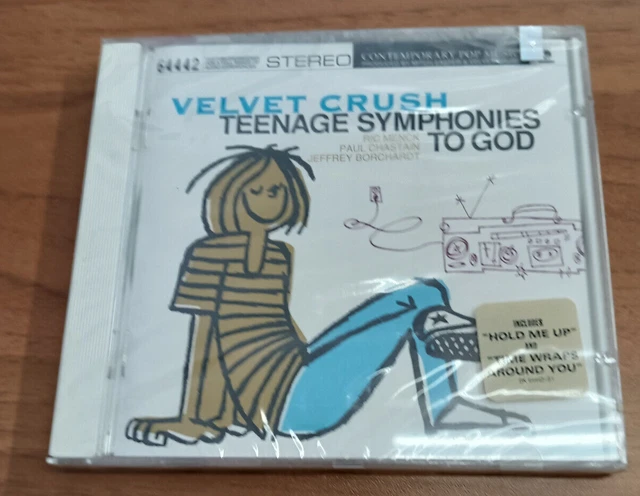 64442
STEREO
CONTEMPORARY POP MUSIC
VELVET CRUSH
TEENAGE SYMPHONIES
TO GOD
RIC MENCK
PAUL CHASTAIN
JEFFREY BORCHARDT
INCLUDES
"HOLD ME UP"
AND
"TIME WRAPS
AROUND YOU"